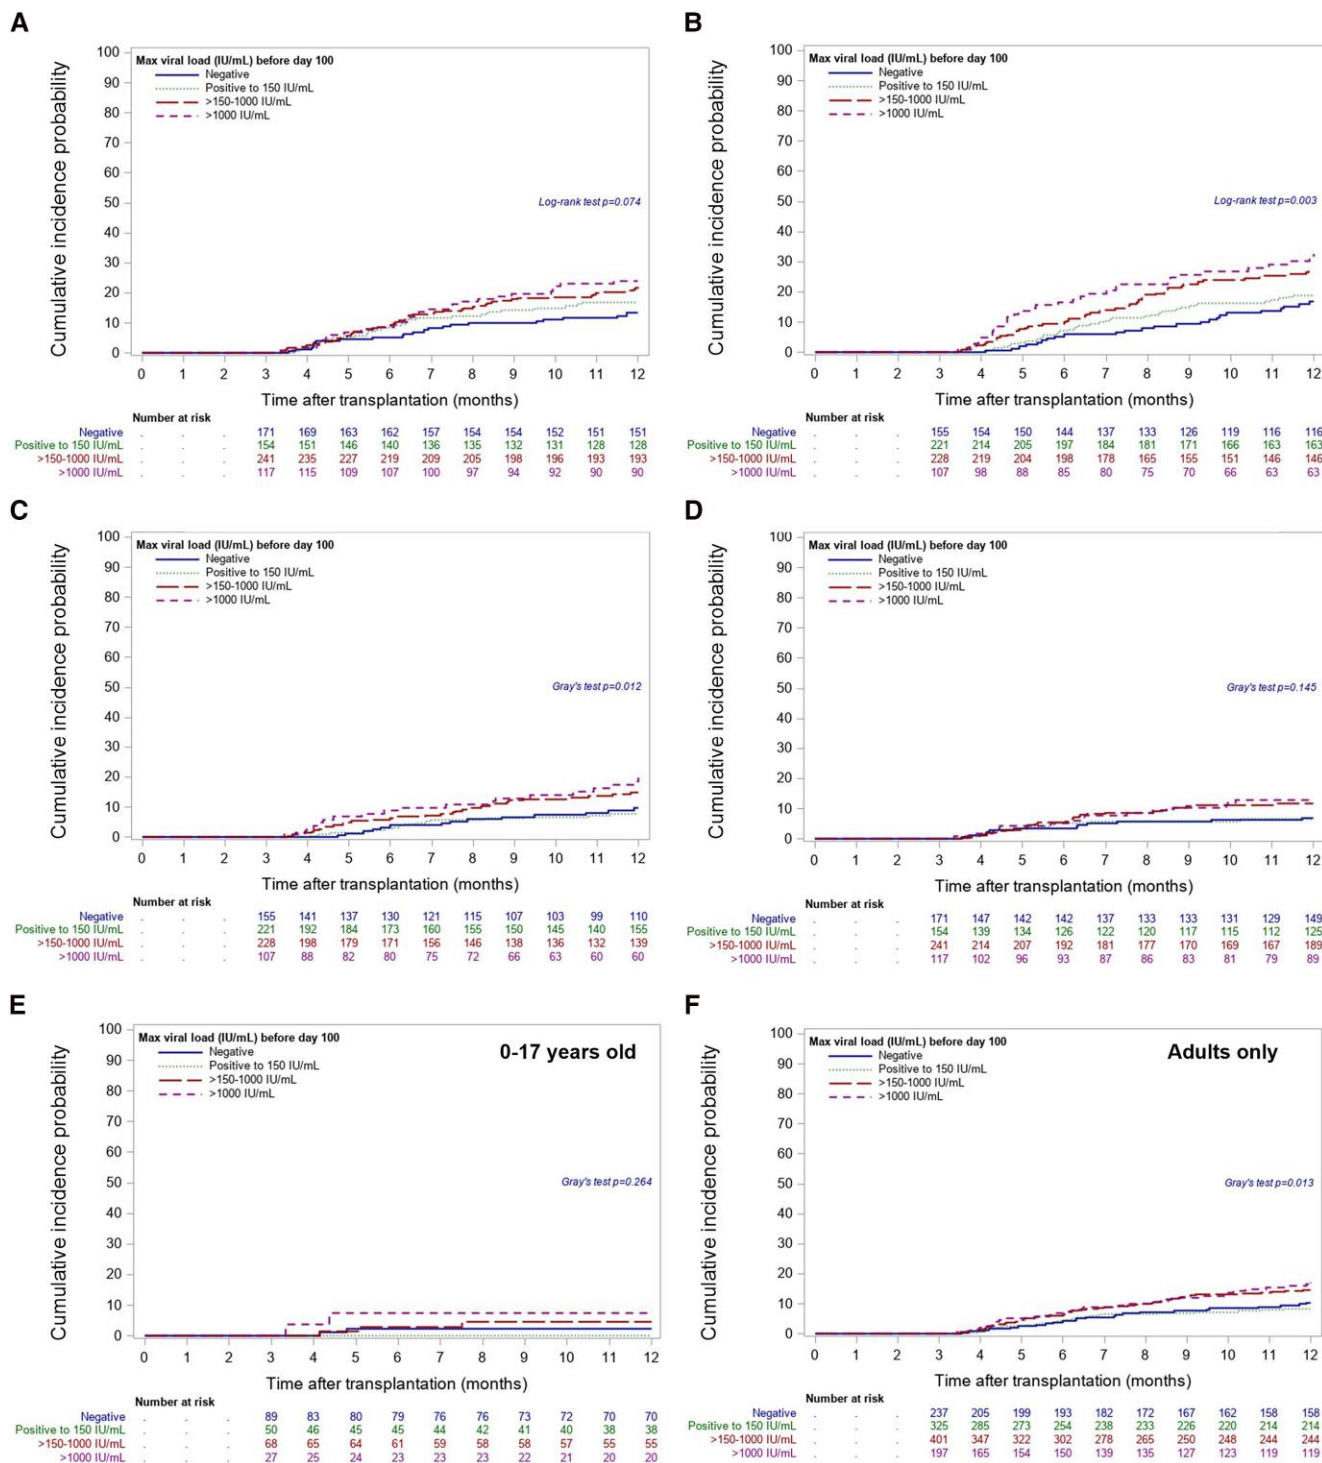 A
Cumulative incidence probability
100
90
80
70
60
50
40
30
20
10
0
Max viral load (IU/mL) before day 100
Negative
Positive to 150 IU/mL
>150-1000 IU/mL
>1000 IU/mL
Log-rank test p=0.074
0 1 2 3 4 5 6 7 8 9 10 11 12
Time after transplantation (months)
Number at risk
Negative . . . 171 169 163 162 157 154 154 152 151 151
Positive to 150 IU/mL . . . 154 151 146 140 136 135 132 131 128 128
>150-1000 IU/mL . . . 241 235 227 219 209 205 198 196 193 193
>1000 IU/mL . . . 117 115 109 107 100 97 94 92 90 90
B
Cumulative incidence probability
100
90
80
70
60
50
40
30
20
10
0
Max viral load (IU/mL) before day 100
Negative
Positive to 150 IU/mL
>150-1000 IU/mL
>1000 IU/mL
Log-rank test p=0.003
0 1 2 3 4 5 6 7 8 9 10 11 12
Time after transplantation (months)
Number at risk
Negative . . . 155 154 150 144 137 133 126 119 116 116
Positive to 150 IU/mL . . . 221 214 205 197 184 181 171 166 163 163
>150-1000 IU/mL . . . 228 219 204 198 178 165 155 151 146 146
>1000 IU/mL . . . 107 98 88 85 80 75 70 66 63 63
C
Cumulative incidence probability
100
90
80
70
60
50
40
30
20
10
0
Max viral load (IU/mL) before day 100
Negative
Positive to 150 IU/mL
>150-1000 IU/mL
>1000 IU/mL
Gray's test p=0.012
0 1 2 3 4 5 6 7 8 9 10 11 12
Time after transplantation (months)
Number at risk
Negative . . . 155 141 137 130 121 115 107 103 99 110
Positive to 150 IU/mL . . . 221 192 184 173 160 155 150 145 140 155
>150-1000 IU/mL . . . 228 198 179 171 156 146 138 136 132 139
>1000 IU/mL . . . 107 88 82 80 75 72 66 63 60 60
D
Cumulative incidence probability
100
90
80
70
60
50
40
30
20
10
0
Max viral load (IU/mL) before day 100
Negative
Positive to 150 IU/mL
>150-1000 IU/mL
>1000 IU/mL
Gray's test p=0.145
0 1 2 3 4 5 6 7 8 9 10 11 12
Time after transplantation (months)
Number at risk
Negative . . . 171 147 142 142 137 133 133 131 129 149
Positive to 150 IU/mL . . . 154 139 134 126 122 120 117 115 112 125
>150-1000 IU/mL . . . 241 214 207 192 181 177 170 169 167 189
>1000 IU/mL . . . 117 102 96 93 87 86 83 81 79 89
E
Cumulative incidence probability
100
90
80
70
60
50
40
30
20
10
0
Max viral load (IU/mL) before day 100
Negative
Positive to 150 IU/mL
>150-1000 IU/mL
>1000 IU/mL
0-17 years old
Gray's test p=0.264
0 1 2 3 4 5 6 7 8 9 10 11 12
Time after transplantation (months)
Number at risk
Negative . . . 89 83 80 79 76 76 73 72 70 70
Positive to 150 IU/mL . . . 50 46 45 45 44 42 41 40 38 38
>150-1000 IU/mL . . . 68 65 64 61 59 58 58 57 55 55
>1000 IU/mL . . . 27 25 24 23 23 23 22 21 20 20
F
Cumulative incidence probability
100
90
80
70
60
50
40
30
20
10
0
Max viral load (IU/mL) before day 100
Negative
Positive to 150 IU/mL
>150-1000 IU/mL
>1000 IU/mL
Adults only
Gray's test p=0.013
0 1 2 3 4 5 6 7 8 9 10 11 12
Time after transplantation (months)
Number at risk
Negative . . . 237 205 199 193 182 172 167 162 158 158
Positive to 150 IU/mL . . . 325 285 273 254 238 233 226 220 214 214
>150-1000 IU/mL . . . 401 347 322 302 278 265 250 248 244 244
>1000 IU/mL . . . 197 165 154 150 139 135 127 123 119 119